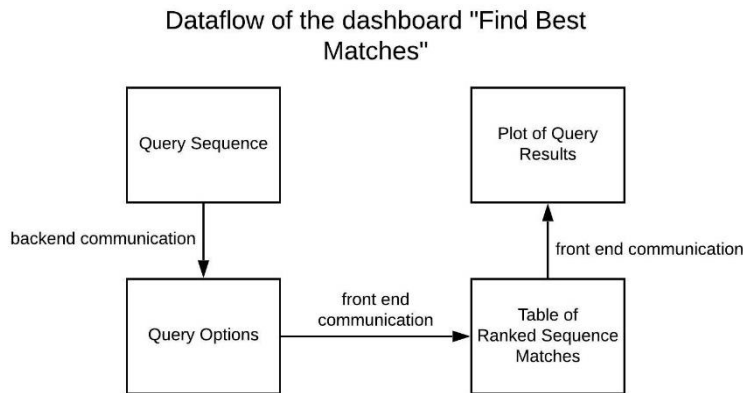 Dataflow of the dashboard "Find Best
Matches"
Query Sequence
Plot of Query
Results
backend communication
front end communication
Query Options
front end
communication
Table of
Ranked Sequence
Matches